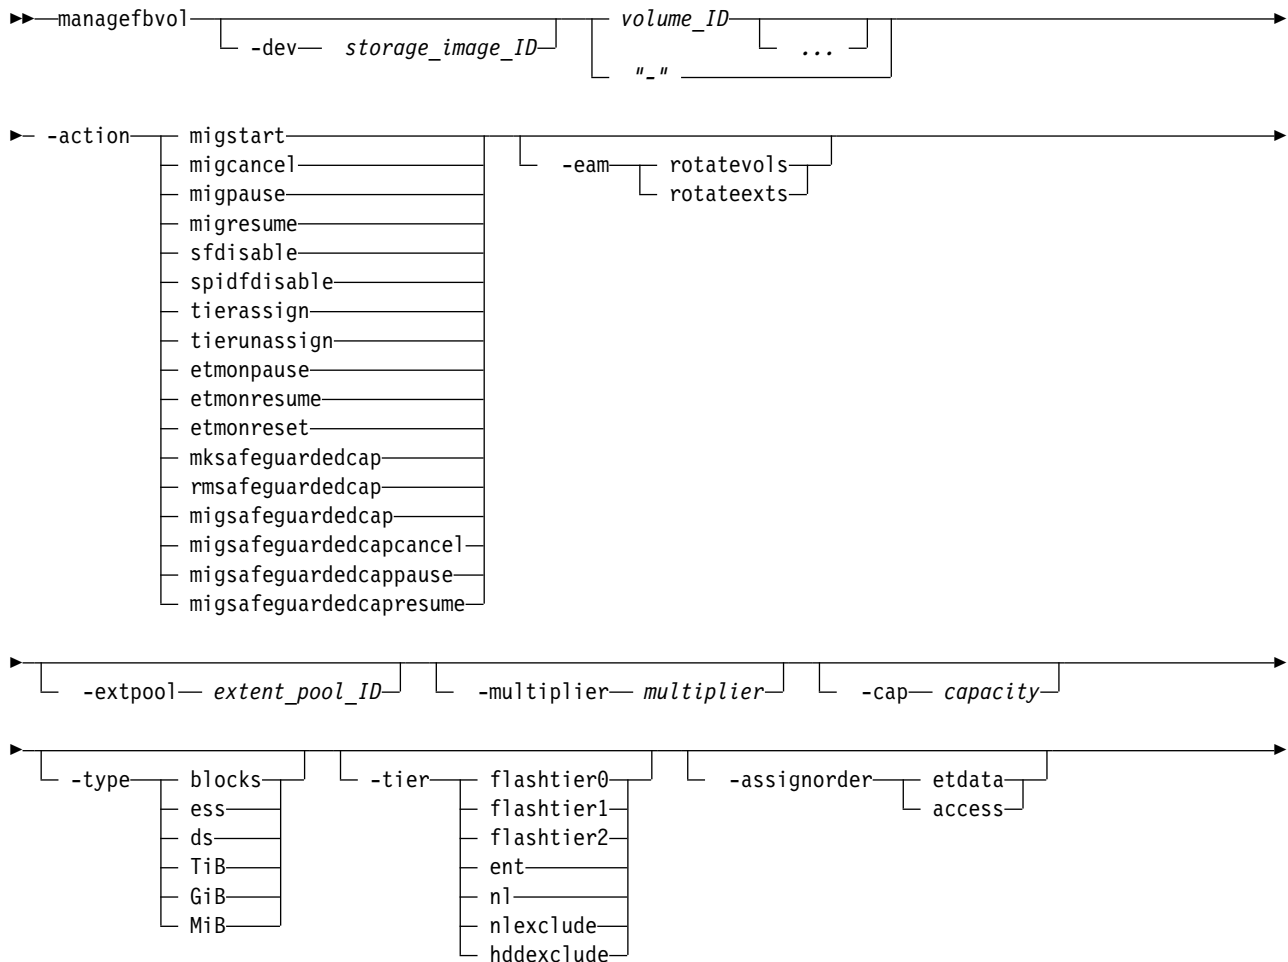 managefbvol -dev storage_image_ID volume_ID ...
"-"
-action migstart -eam rotatevols
migcancel rotateexts
migpause
migresume
sfdisable
spidfdisable
tierassign
tierunassign
etmonpause
etmonresume
etmonreset
mksafeguardedcap
rmsafeguardedcap
migsafeguardedcap
migsafeguardedcapcancel
migsafeguardedcappause
migsafeguardedcapresume
-extpool extent_pool_ID -multiplier multiplier -cap capacity
-type blocks -tier flashtier0 -assignorder etdata
ess flashtier1 access
ds flashtier2
TiB ent
GiB nl
MiB nlexclude
hddexclude